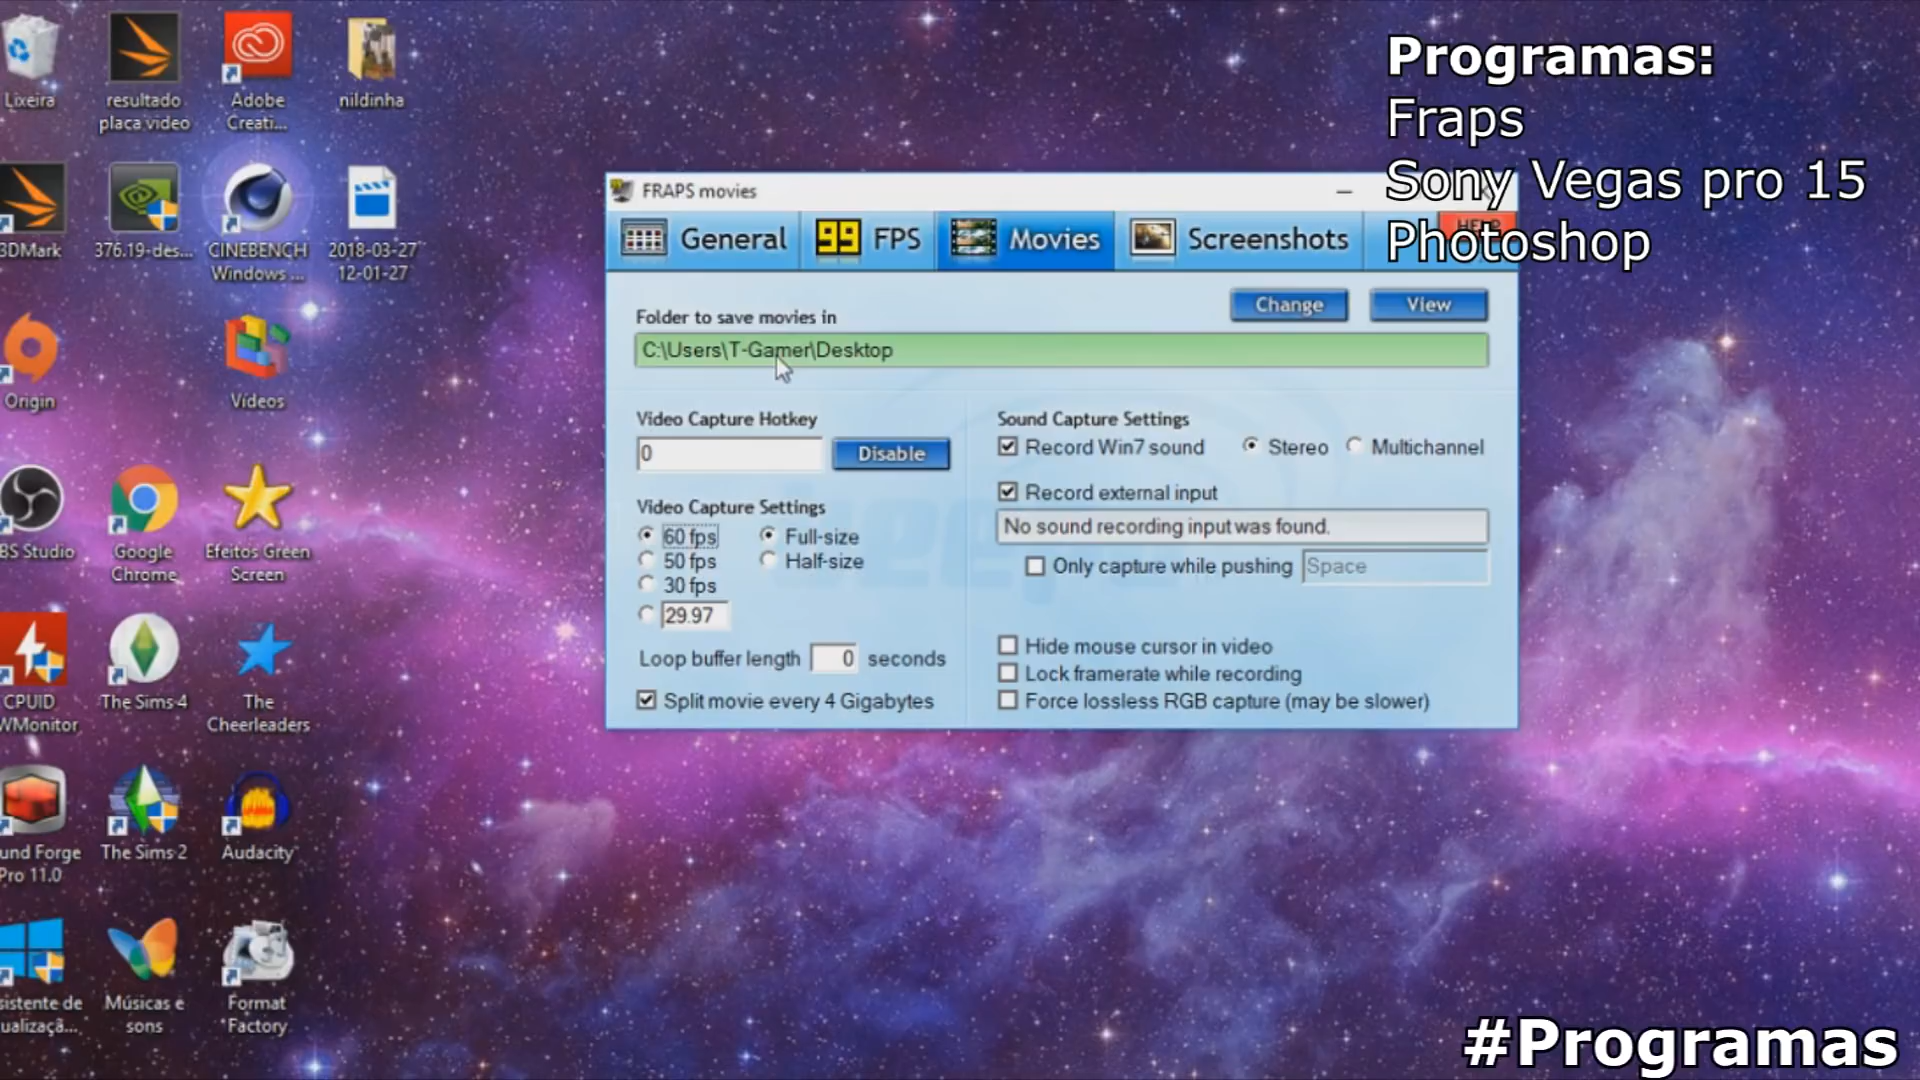 Programas:
Fraps
Sony Vegas pro 15
Photoshop
Lixeira
resultado
placa video
Adobe
Creati...
nildinha
3DMark
376.19-des...
CINEBENCH
Windows ...
2018-03-27
12-01-27
Origin
Vídeos
BS Studio
Google
Chrome
Efeitos Green
Screen
CPUID
WMonitor
The Sims 4
The
Cheerleaders
und Forge
Pro 11.0
The Sims 2
Audacity
sistente de
ualizaçã...
Músicas e
sons
Format
Factory
FRAPS movies
General
99 FPS
Movies
Screenshots
HELP
Folder to save movies in
Change
View
C:\Users\T-Gamer\Desktop
Video Capture Hotkey
0
Disable
Video Capture Settings
60 fps
Full-size
50 fps
Half-size
30 fps
29.97
Loop buffer length 0 seconds
Split movie every 4 Gigabytes
Sound Capture Settings
Record Win7 sound
Stereo
Multichannel
Record external input
No sound recording input was found.
Only capture while pushing Space
Hide mouse cursor in video
Lock framerate while recording
Force lossless RGB capture (may be slower)
#Programas